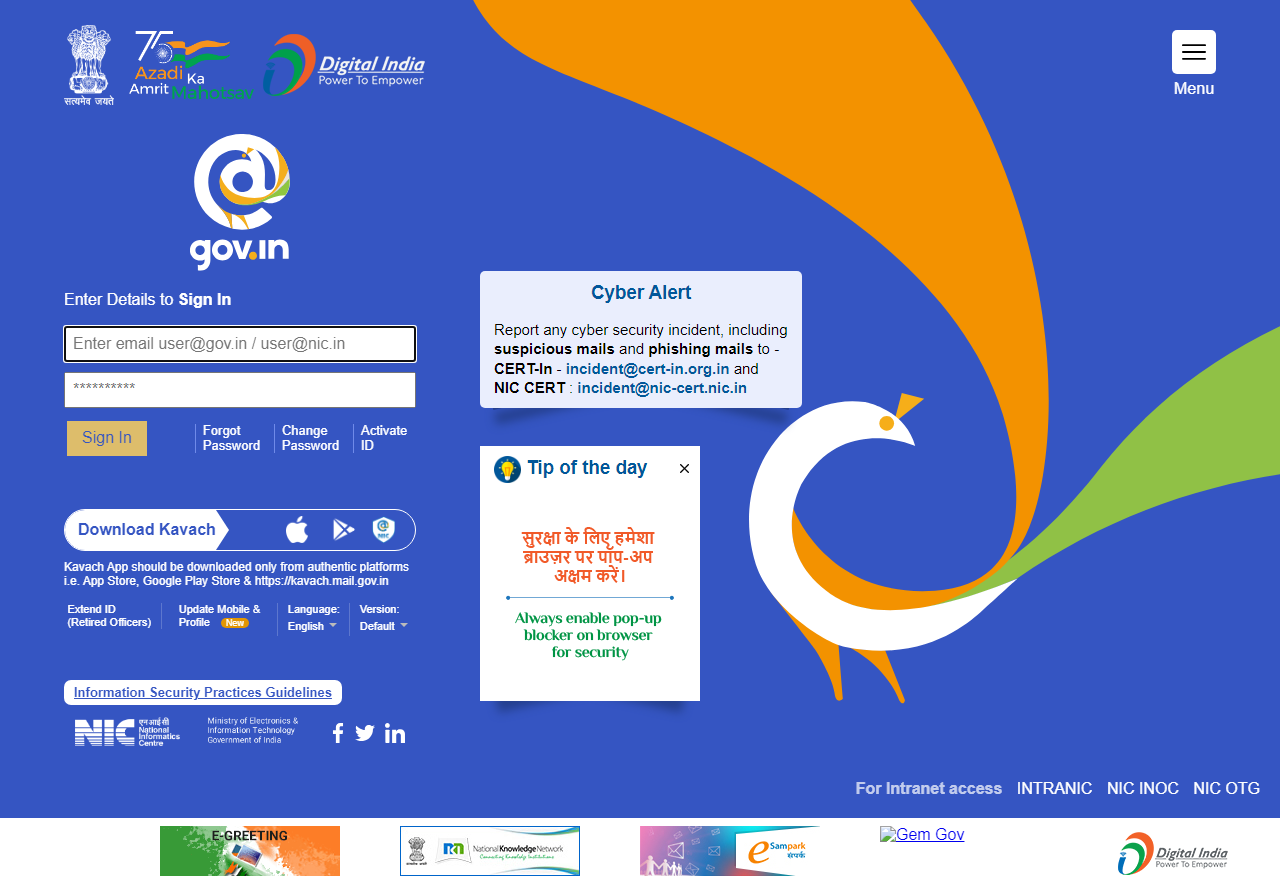 सत्यमेव जयते
75
Azadi Ka
Amrit Mahotsav
Digital India
Power To Empower
Menu
gov.in
Enter Details to Sign In
Enter email user@gov.in / user@nic.in
**********
Sign In
Forgot
Password
Change
Password
Activate
ID
Download Kavach
NIC
Kavach App should be downloaded only from authentic platforms
i.e. App Store, Google Play Store & https://kavach.mail.gov.in
Extend ID
(Retired Officers)
Update Mobile &
Profile New
Language:
English
Version:
Default
Information Security Practices Guidelines
NIC
एन आई सी
National
Informatics
Centre
Ministry of Electronics &
Information Technology
Government of India
Cyber Alert
Report any cyber security incident, including
suspicious mails and phishing mails to -
CERT-In - incident@cert-in.org.in and
NIC CERT : incident@nic-cert.nic.in
Tip of the day
सुरक्षा के लिए हमेशा
ब्राउज़र पर पॉप-अप
अक्षम करें।
Always enable pop-up
blocker on browser
for security
For Intranet access INTRANIC NIC INOC NIC OTG
E-GREETING
National Knowledge Network
Connecting Knowledge Institutions
eSampark
संपर्क
Gem Gov
Digital India
Power To Empower